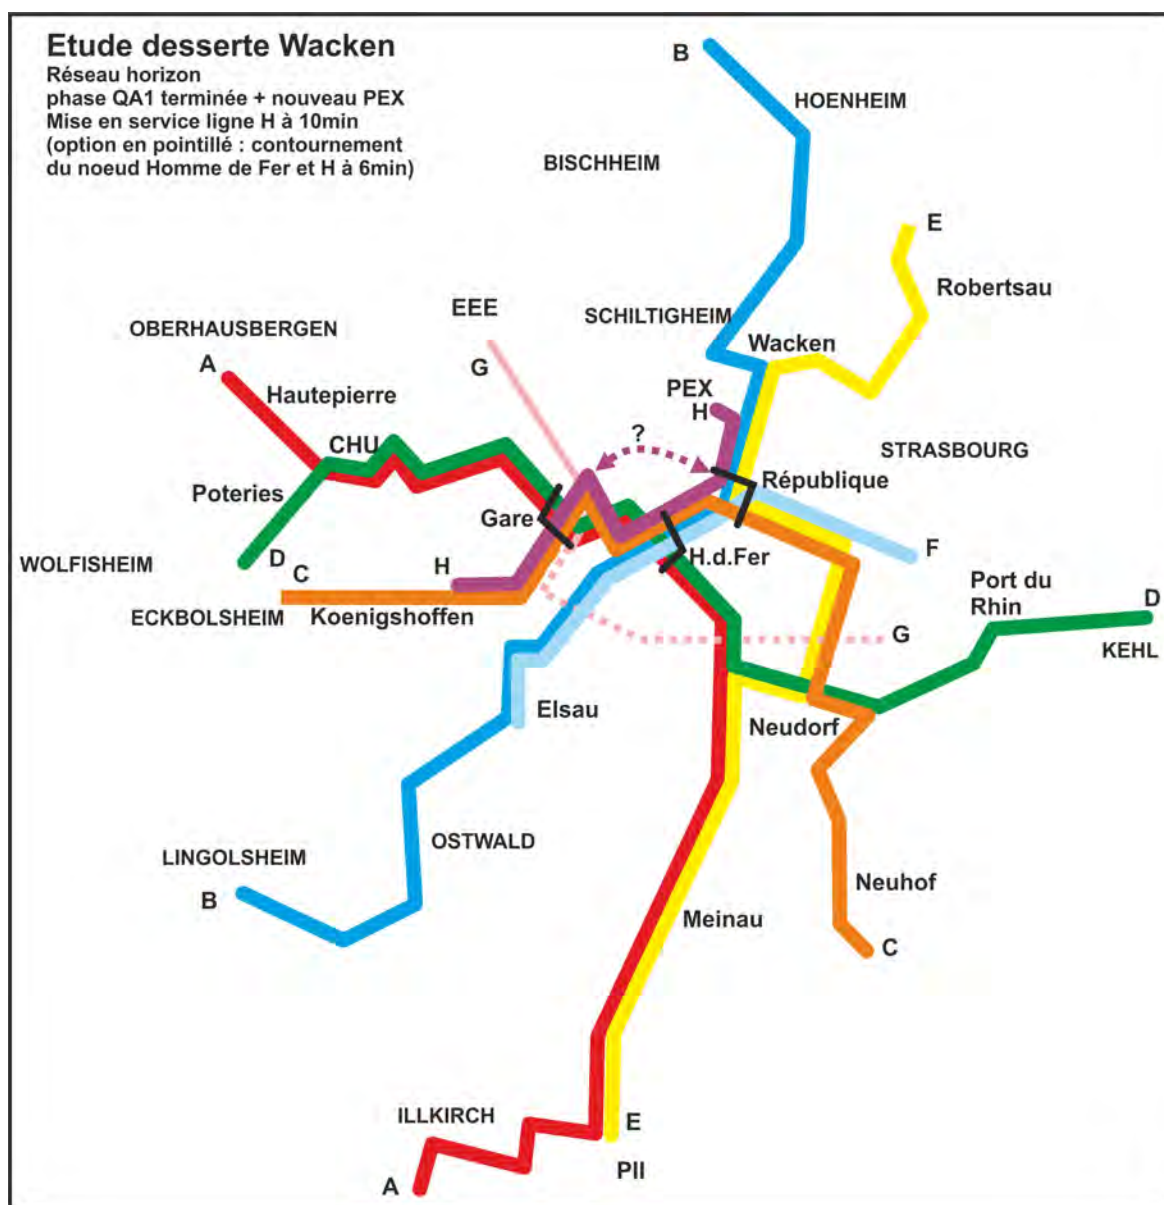 Etude desserte Wacken
Réseau horizon
phase QA1 terminée + nouveau PEX
Mise en service ligne H à 10min
(option en pointillé : contournement
du noeud Homme de Fer et H à 6min)
B
HOENHEIM
BISCHHEIM
E
Robertsau
EEE
SCHILTIGHEIM
OBERHAUSBERGEN
Wacken
A
G
Hautepierre
PEX
H
?
CHU
STRASBOURG
République
Poteries
Gare
H.d.Fer
F
WOLFISHEIM
D
C
H
Port du
Rhin
D
ECKBOLSHEIM
Koenigshoffen
G
KEHL
Elsau
Neudorf
OSTWALD
LINGOLSHEIM
B
Neuhof
Meinau
C
ILLKIRCH
E
PII
A